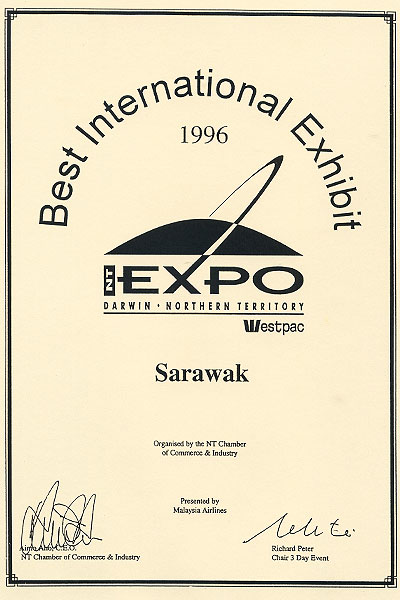 Best International Exhibit
1996
NT EXPO
DARWIN · NORTHERN TERRITORY
Westpac
Sarawak
Organised by the NT Chamber
of Commerce & Industry
Presented by
Malaysia Airlines
C.E.O.
NT Chamber of Commerce & Industry
Richard Peter
Chair 3 Day Event